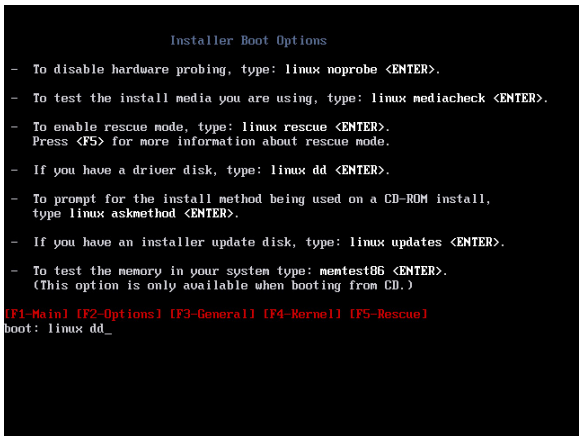 Installer Boot Options
- To disable hardware probing, type: linux noprobe <ENTER>.
- To test the install media you are using, type: linux mediacheck <ENTER>.
- To enable rescue mode, type: linux rescue <ENTER>.
Press <F5> for more information about rescue mode.
- If you have a driver disk, type: linux dd <ENTER>.
- To prompt for the install method being used on a CD-ROM install,
type linux askmethod <ENTER>.
- If you have an installer update disk, type: linux updates <ENTER>.
- To test the memory in your system type: memtest86 <ENTER>.
(This option is only available when booting from CD.)
[F1-Main] [F2-Options] [F3-General] [F4-Kernel] [F5-Rescue]
boot: linux dd_